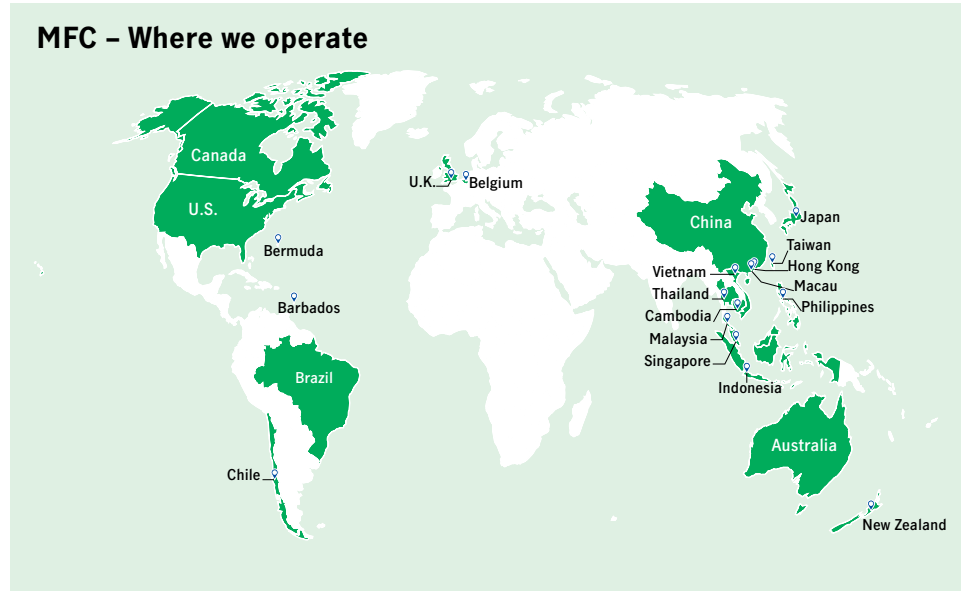 MFC – Where we operate
Canada
U.K.
Belgium
U.S.
China
Japan
Bermuda
Taiwan
Vietnam
Hong Kong
Macau
Thailand
Philippines
Barbados
Cambodia
Malaysia
Singapore
Brazil
Indonesia
Australia
Chile
New Zealand